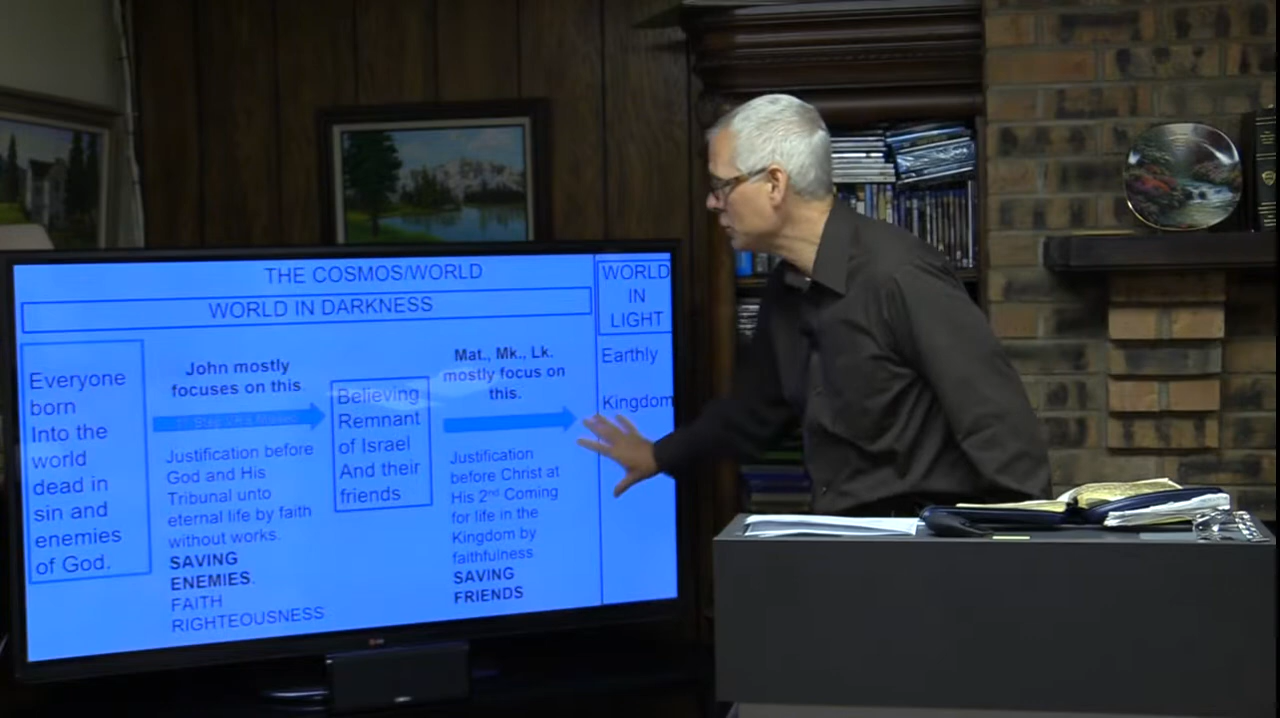 THE COSMOS/WORLD
WORLD IN DARKNESS
WORLD
IN
LIGHT
Everyone
born
Into the
world
dead in
sin and
enemies
of God.
John mostly
focuses on this
Justification before
God and His
Tribunal unto
eternal life by faith
without works.
SAVING
ENEMIES.
FAITH
RIGHTEOUSNESS
Believing
Remnant
of Israel
And their
friends
Mat., Mk., Lk.
mostly focus on
this.
Justification
before Christ at
His 2nd Coming
for life in the
Kingdom by
faithfulness
SAVING
FRIENDS
Earthly
Kingdom